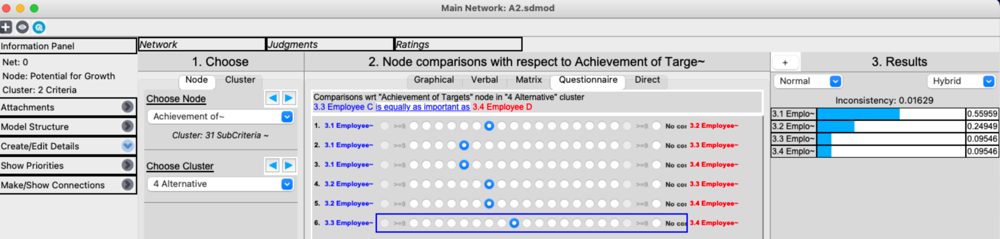 Main Network: A2.sdmod
Information Panel
Network
Judgments
Ratings
Net: 0
Node: Potential for Growth
Cluster: 2 Criteria
Attachments
Model Structure
Create/Edit Details
Show Priorities
Make/Show Connections
1. Choose
Node Cluster
Choose Node
Achievement of~
Cluster: 31 SubCriteria ~
Choose Cluster
4 Alternative
2. Node comparisons with respect to Achievement of Targe~
Graphical Verbal Matrix Questionnaire Direct
Comparisons wrt "Achievement of Targets" node in "4 Alternative" cluster
3.3 Employee C is equally as important as 3.4 Employee D
1. 3.1 Employee~ >=9 >=9 No cor 3.2 Employee~
2. 3.1 Employee~ >=9 >=9 No cor 3.3 Employee~
3. 3.1 Employee~ >=9 >=9 No cor 3.4 Employee~
4. 3.2 Employee~ >=9 >=9 No cor 3.3 Employee~
5. 3.2 Employee~ >=9 >=9 No cor 3.4 Employee~
6. 3.3 Employee~ >=9 >=9 No cor 3.4 Employee~
+ 3. Results
Normal Hybrid
Inconsistency: 0.01629
3.1 Emplo~ 0.55959
3.2 Emplo~ 0.24949
3.3 Emplo~ 0.09546
3.4 Emplo~ 0.09546